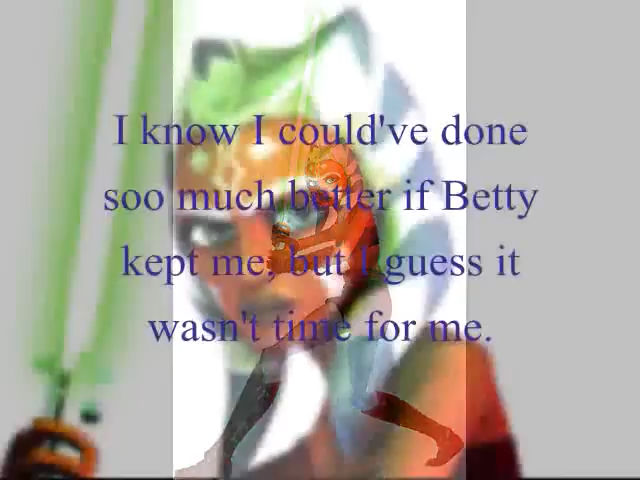 I know I could've done
soo much better if Betty
kept me, but I guess it
wasn't time for me.